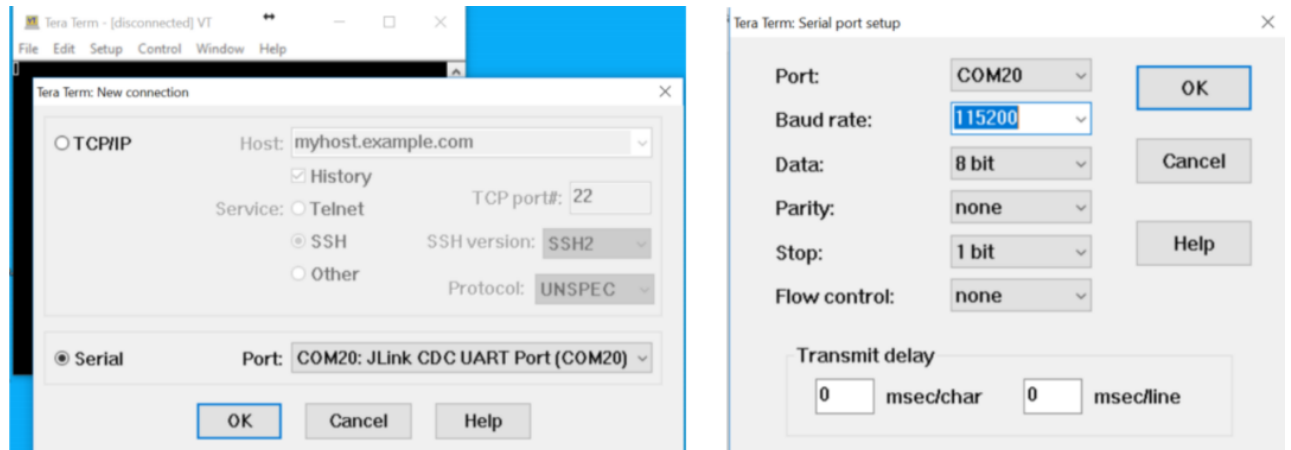 Tera Term - [disconnected] VT
File Edit Setup Control Window Help
Tera Term: New connection
TCP/IP
Host: myhost.example.com
History
Service: Telnet
TCP port#: 22
SSH
SSH version: SSH2
Other
Protocol: UNSPEC
Serial
Port: COM20: JLink CDC UART Port (COM20)
OK Cancel Help
Tera Term: Serial port setup
Port: COM20
OK
Baud rate: 115200
Data: 8 bit
Cancel
Parity: none
Stop: 1 bit
Help
Flow control: none
Transmit delay
0 msec/char 0 msec/line